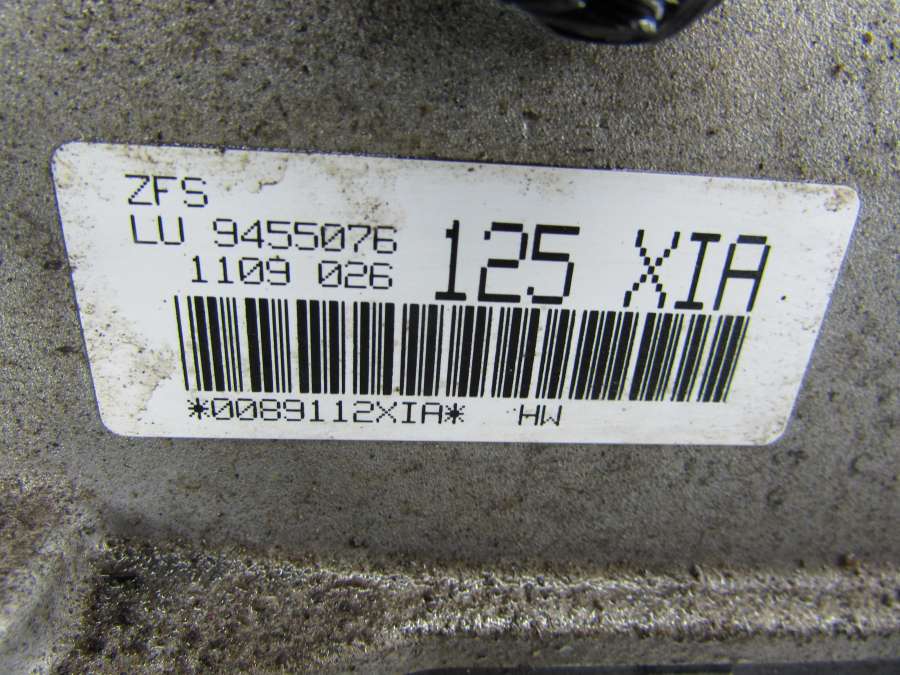 ZFS
LU 9455076
1109 026
125 XIA
*0089112XIA* HW